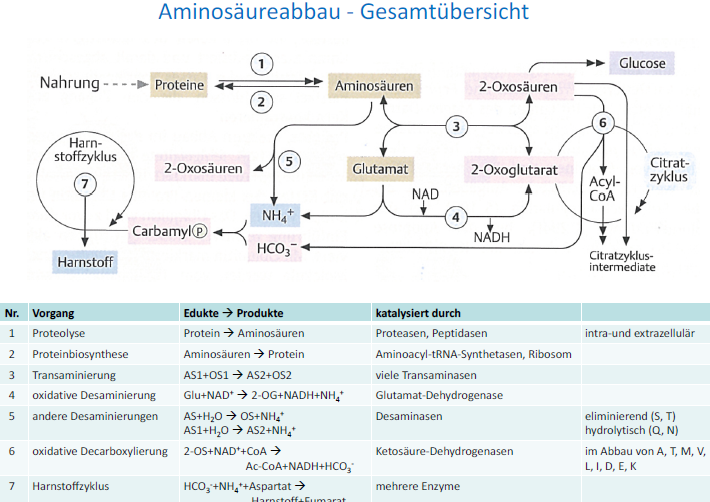 Aminosäureabbau - Gesamtübersicht
Glucose
1
Nahrung
Proteine
Aminosäuren
2-Oxosäuren
2
3
6
Harn-
stoffzyklus
5
2-Oxosäuren
Glutamat
2-Oxoglutarat
Citrat-
zyklus
7
Acyl-
CoA
NAD
NH₄⁺
4
Carbamyl P
NADH
HCO₃⁻
Harnstoff
Citratzyklus-
intermediate
Nr. Vorgang Edukte → Produkte katalysiert durch
1 Proteolyse Protein → Aminosäuren Proteasen, Peptidasen intra-und extrazellulär
2 Proteinbiosynthese Aminosäuren → Protein Aminoacyl-tRNA-Synthetasen, Ribosom
3 Transaminierung AS1+OS1 → AS2+OS2 viele Transaminasen
4 oxidative Desaminierung Glu+NAD⁺ → 2-OG+NADH+NH₄⁺ Glutamat-Dehydrogenase
5 andere Desaminierungen AS+H₂O → OS+NH₄⁺ Desaminasen eliminierend (S, T)
AS1+H₂O → AS2+NH₄⁺ hydrolytisch (Q, N)
6 oxidative Decarboxylierung 2-OS+NAD⁺+CoA → Ketosäure-Dehydrogenasen im Abbau von A, T, M, V,
Ac-CoA+NADH+HCO₃⁻ L, I, D, E, K
7 Harnstoffzyklus HCO₃⁻+NH₄⁺+Aspartat → mehrere Enzyme
Harnstoff+Fumarat